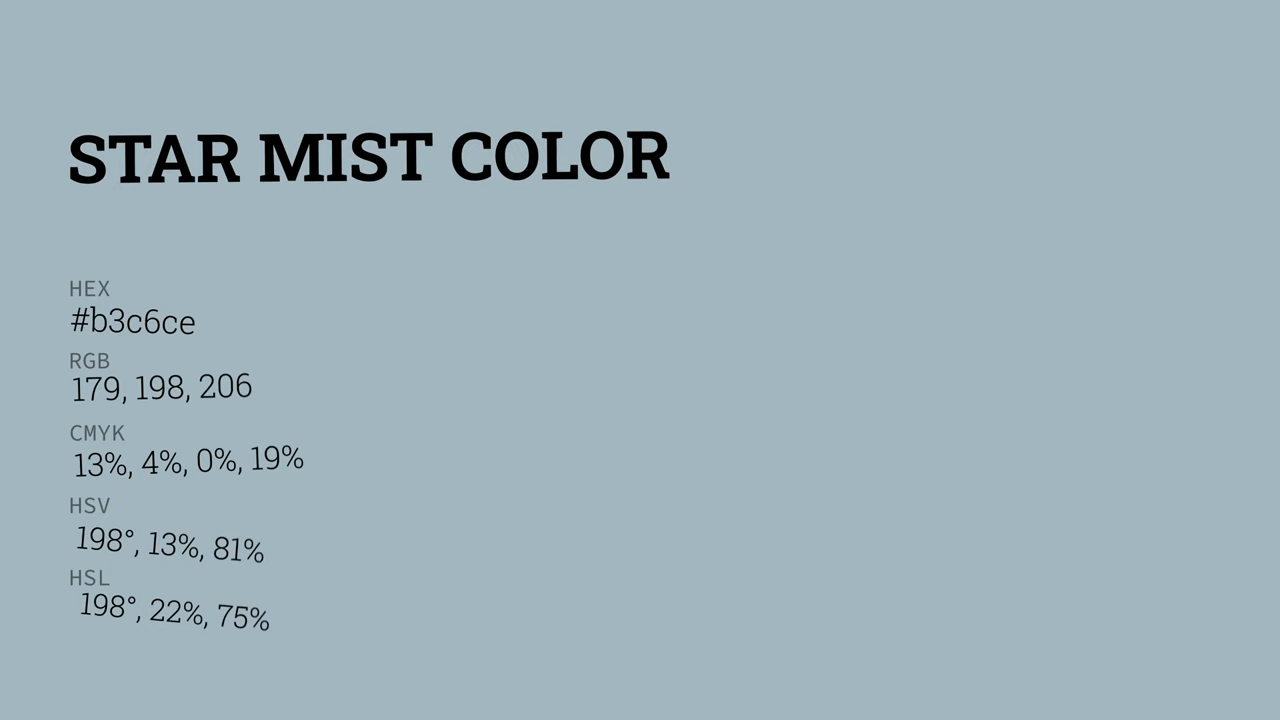 STAR MIST COLOR
HEX
#b3c6ce
RGB
179, 198, 206
CMYK
13%, 4%, 0%, 19%
HSV
198°, 13%, 81%
HSL
198°, 22%, 75%